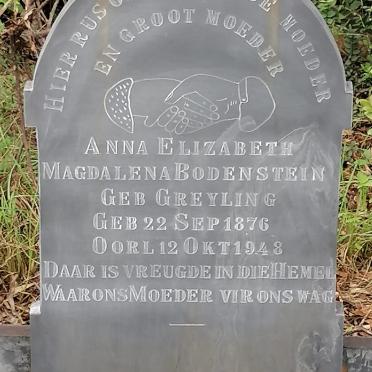 HIER RUS ONS MOEDER
EN GROOT MOEDER
ANNA ELIZABETH
MAGDALENA BODENSTEIN
GEB GREYLING
GEB 22 SEP 1876
OORL 12 OKT 1943
DAAR IS VREUGDE IN DIE HEMEL
WAAR ONS MOEDER VIR ONS WAG